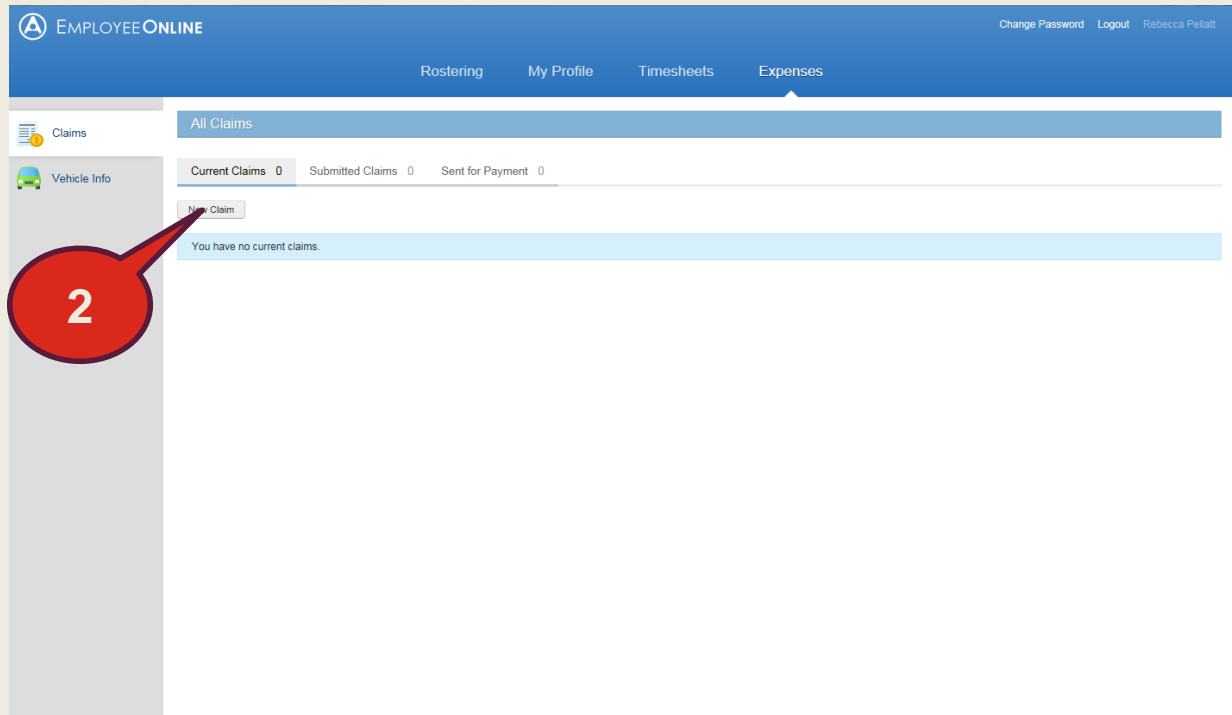 A EMPLOYEEONLINE
Change Password Logout Rebecca Pellatt
Rostering My Profile Timesheets Expenses
Claims
Vehicle Info
All Claims
Current Claims 0 Submitted Claims 0 Sent for Payment 0
New Claim
You have no current claims.
2